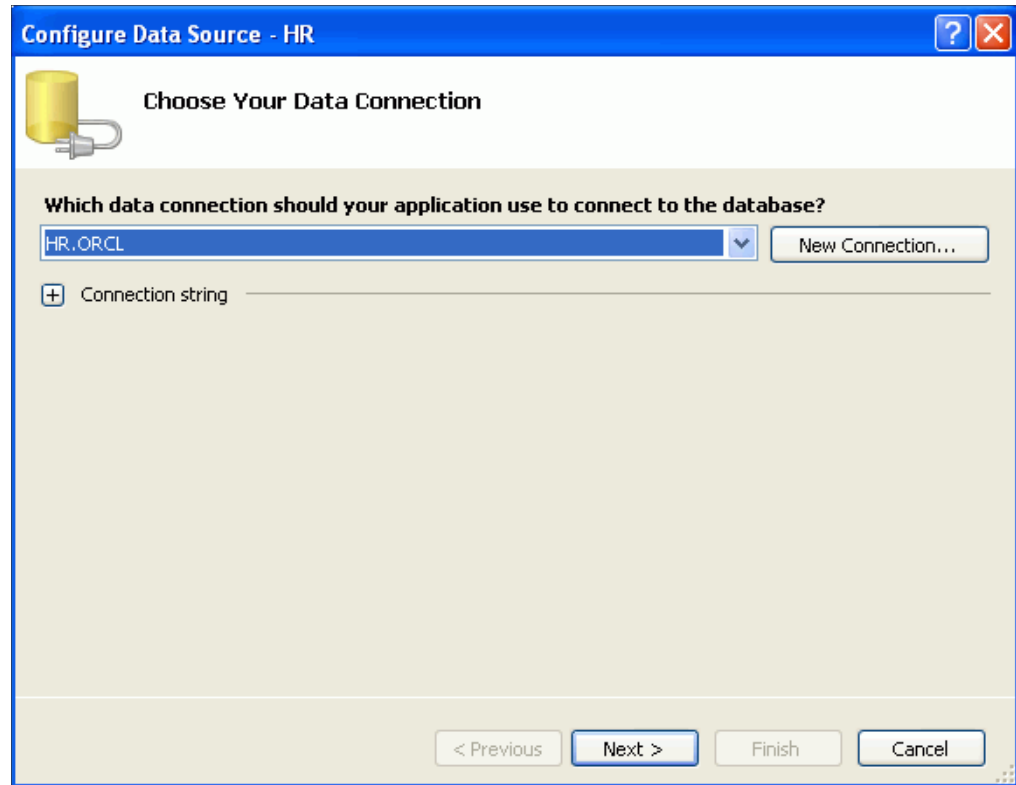 Configure Data Source - HR
Choose Your Data Connection
Which data connection should your application use to connect to the database?
HR.ORCL
New Connection...
Connection string
< Previous
Next >
Finish
Cancel